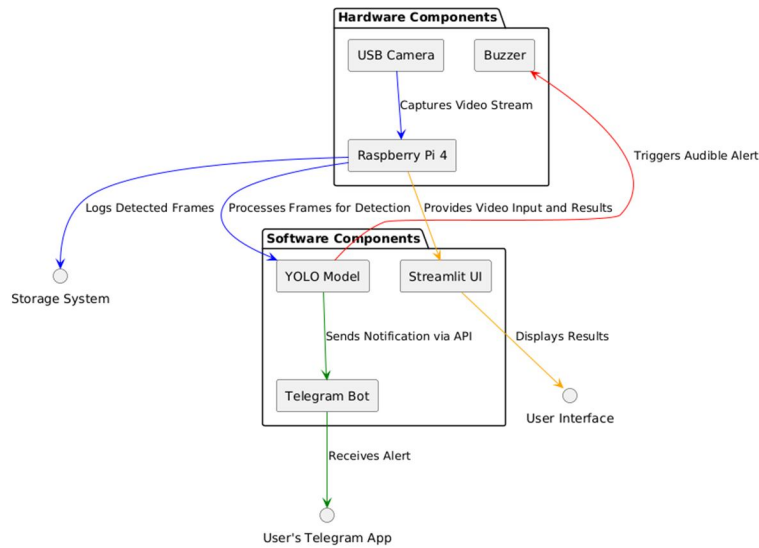 Hardware Components
USB Camera
Buzzer
Captures Video Stream
Raspberry Pi 4
Triggers Audible Alert
Logs Detected Frames
Processes Frames for Detection
Provides Video Input and Results
Software Components
YOLO Model
Streamlit UI
Storage System
Sends Notification via API
Displays Results
Telegram Bot
User Interface
Receives Alert
User's Telegram App